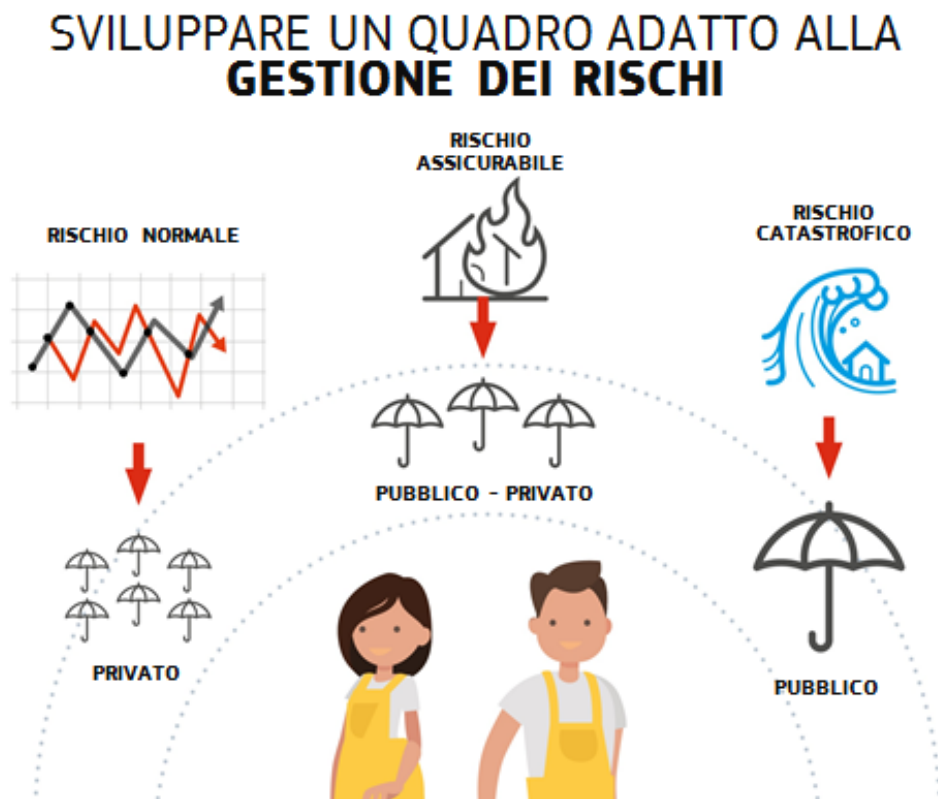 SVILUPPARE UN QUADRO ADATTO ALLA
GESTIONE DEI RISCHI
RISCHIO NORMALE
RISCHIO
ASSICURABILE
RISCHIO
CATASTROFICO
PRIVATO
PUBBLICO - PRIVATO
PUBBLICO